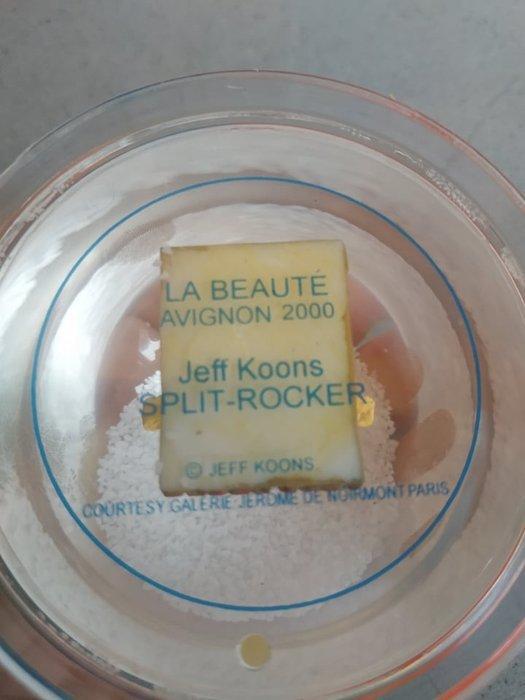 LA BEAUTÉ
AVIGNON 2000
Jeff Koons
SPLIT-ROCKER
© JEFF KOONS
COURTESY GALERIE JEROME DE NOIRMONT PARIS